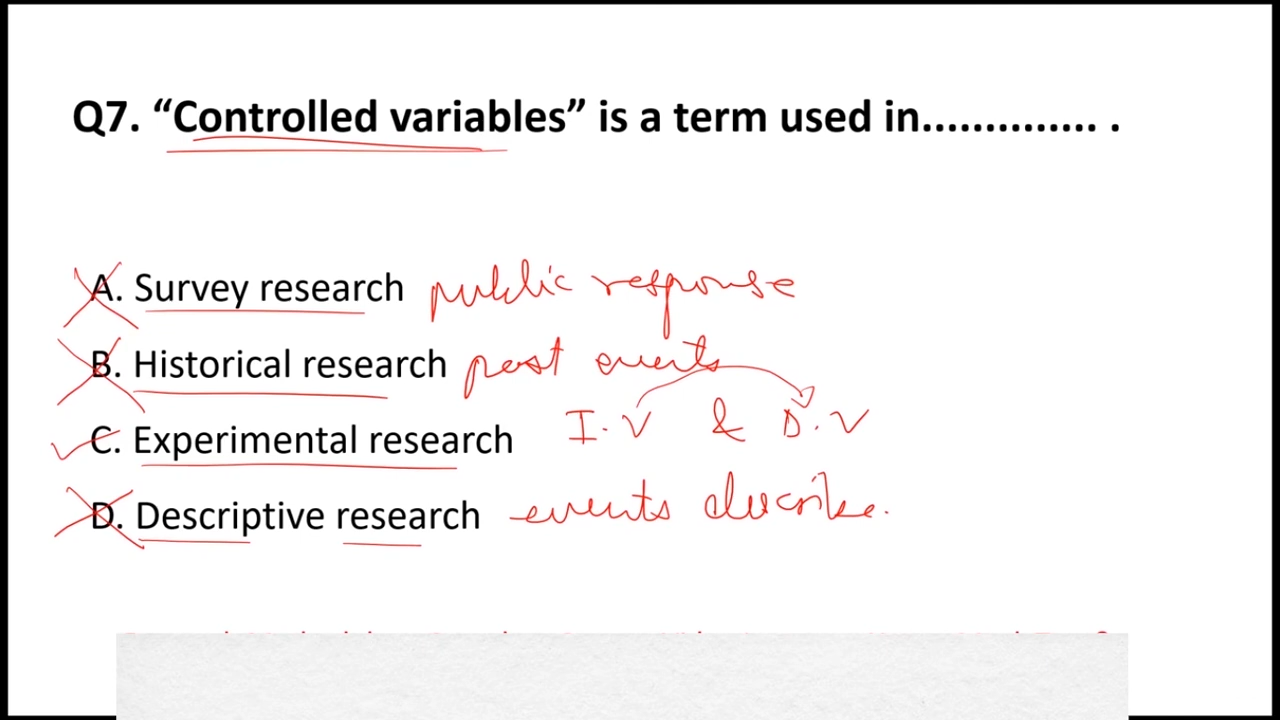 Q7. “Controlled variables” is a term used in.............. .
A. Survey research public response
B. Historical research past events
C. Experimental research I.V & D.V
D. Descriptive research events describe.